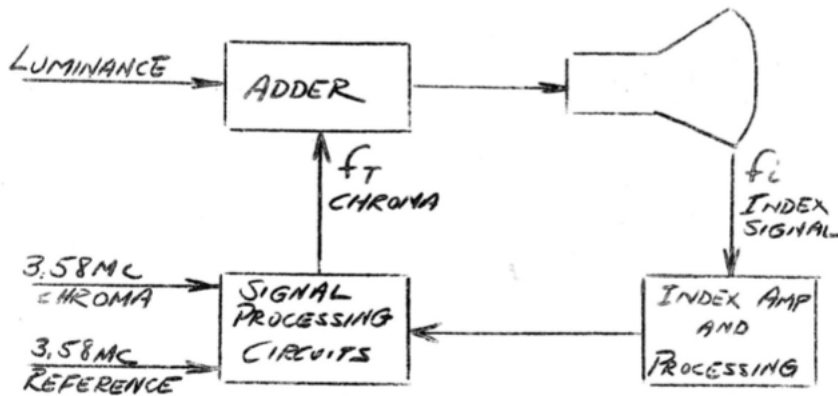 LUMINANCE
ADDER
fT
CHROMA
fi
INDEX
SIGNAL
3.58MC
CHROMA
3.58MC
REFERENCE
SIGNAL
PROCESSING
CIRCUITS
INDEX AMP
AND
PROCESSING